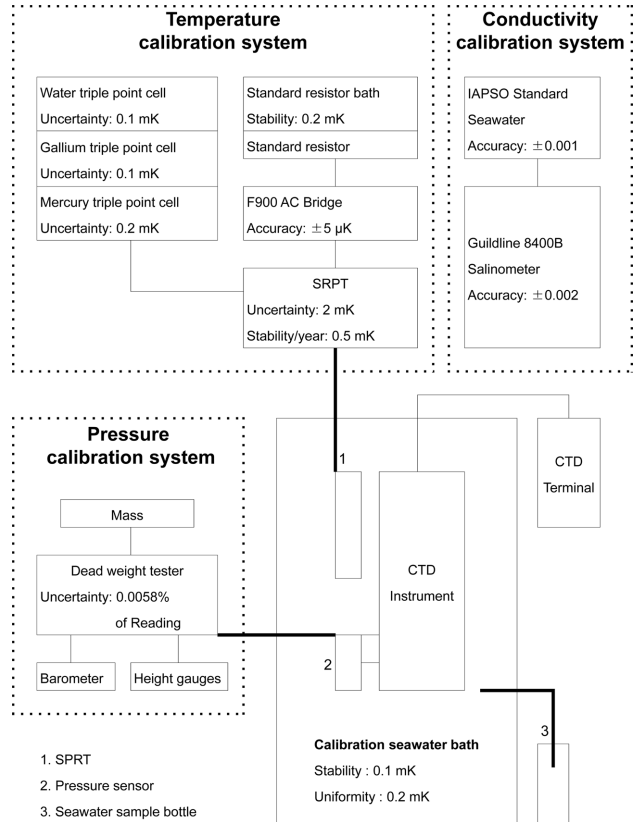 Temperature
calibration system
Water triple point cell
Uncertainty: 0.1 mK
Gallium triple point cell
Uncertainty: 0.1 mK
Mercury triple point cell
Uncertainty: 0.2 mK
Standard resistor bath
Stability: 0.2 mK
Standard resistor
F900 AC Bridge
Accuracy: ±5 µK
SRPT
Uncertainty: 2 mK
Stability/year: 0.5 mK
Conductivity
calibration system
IAPSO Standard
Seawater
Accuracy: ±0.001
Guildline 8400B
Salinometer
Accuracy: ±0.002
Pressure
calibration system
Mass
Dead weight tester
Uncertainty: 0.0058%
of Reading
Barometer
Height gauges
1
CTD
Instrument
CTD
Terminal
2
3
Calibration seawater bath
Stability : 0.1 mK
Uniformity : 0.2 mK
1. SPRT
2. Pressure sensor
3. Seawater sample bottle